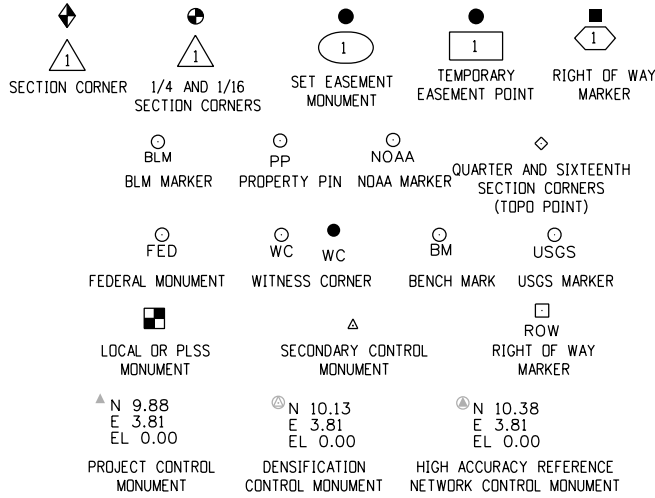 1 1 1 1 1
SECTION CORNER
1/4 AND 1/16
SECTION CORNERS
SET EASEMENT
MONUMENT
TEMPORARY
EASEMENT POINT
RIGHT OF WAY
MARKER
BLM
BLM MARKER
PP
PROPERTY PIN
NOAA
NOAA MARKER
QUARTER AND SIXTEENTH
SECTION CORNERS
(TOPO POINT)
FED
FEDERAL MONUMENT
WC WC
WITNESS CORNER
BM
BENCH MARK
USGS
USGS MARKER
LOCAL OR PLSS
MONUMENT
SECONDARY CONTROL
MONUMENT
ROW
RIGHT OF WAY
MARKER
N 9.88
E 3.81
EL 0.00
PROJECT CONTROL
MONUMENT
N 10.13
E 3.81
EL 0.00
DENSIFICATION
CONTROL MONUMENT
N 10.38
E 3.81
EL 0.00
HIGH ACCURACY REFERENCE
NETWORK CONTROL MONUMENT